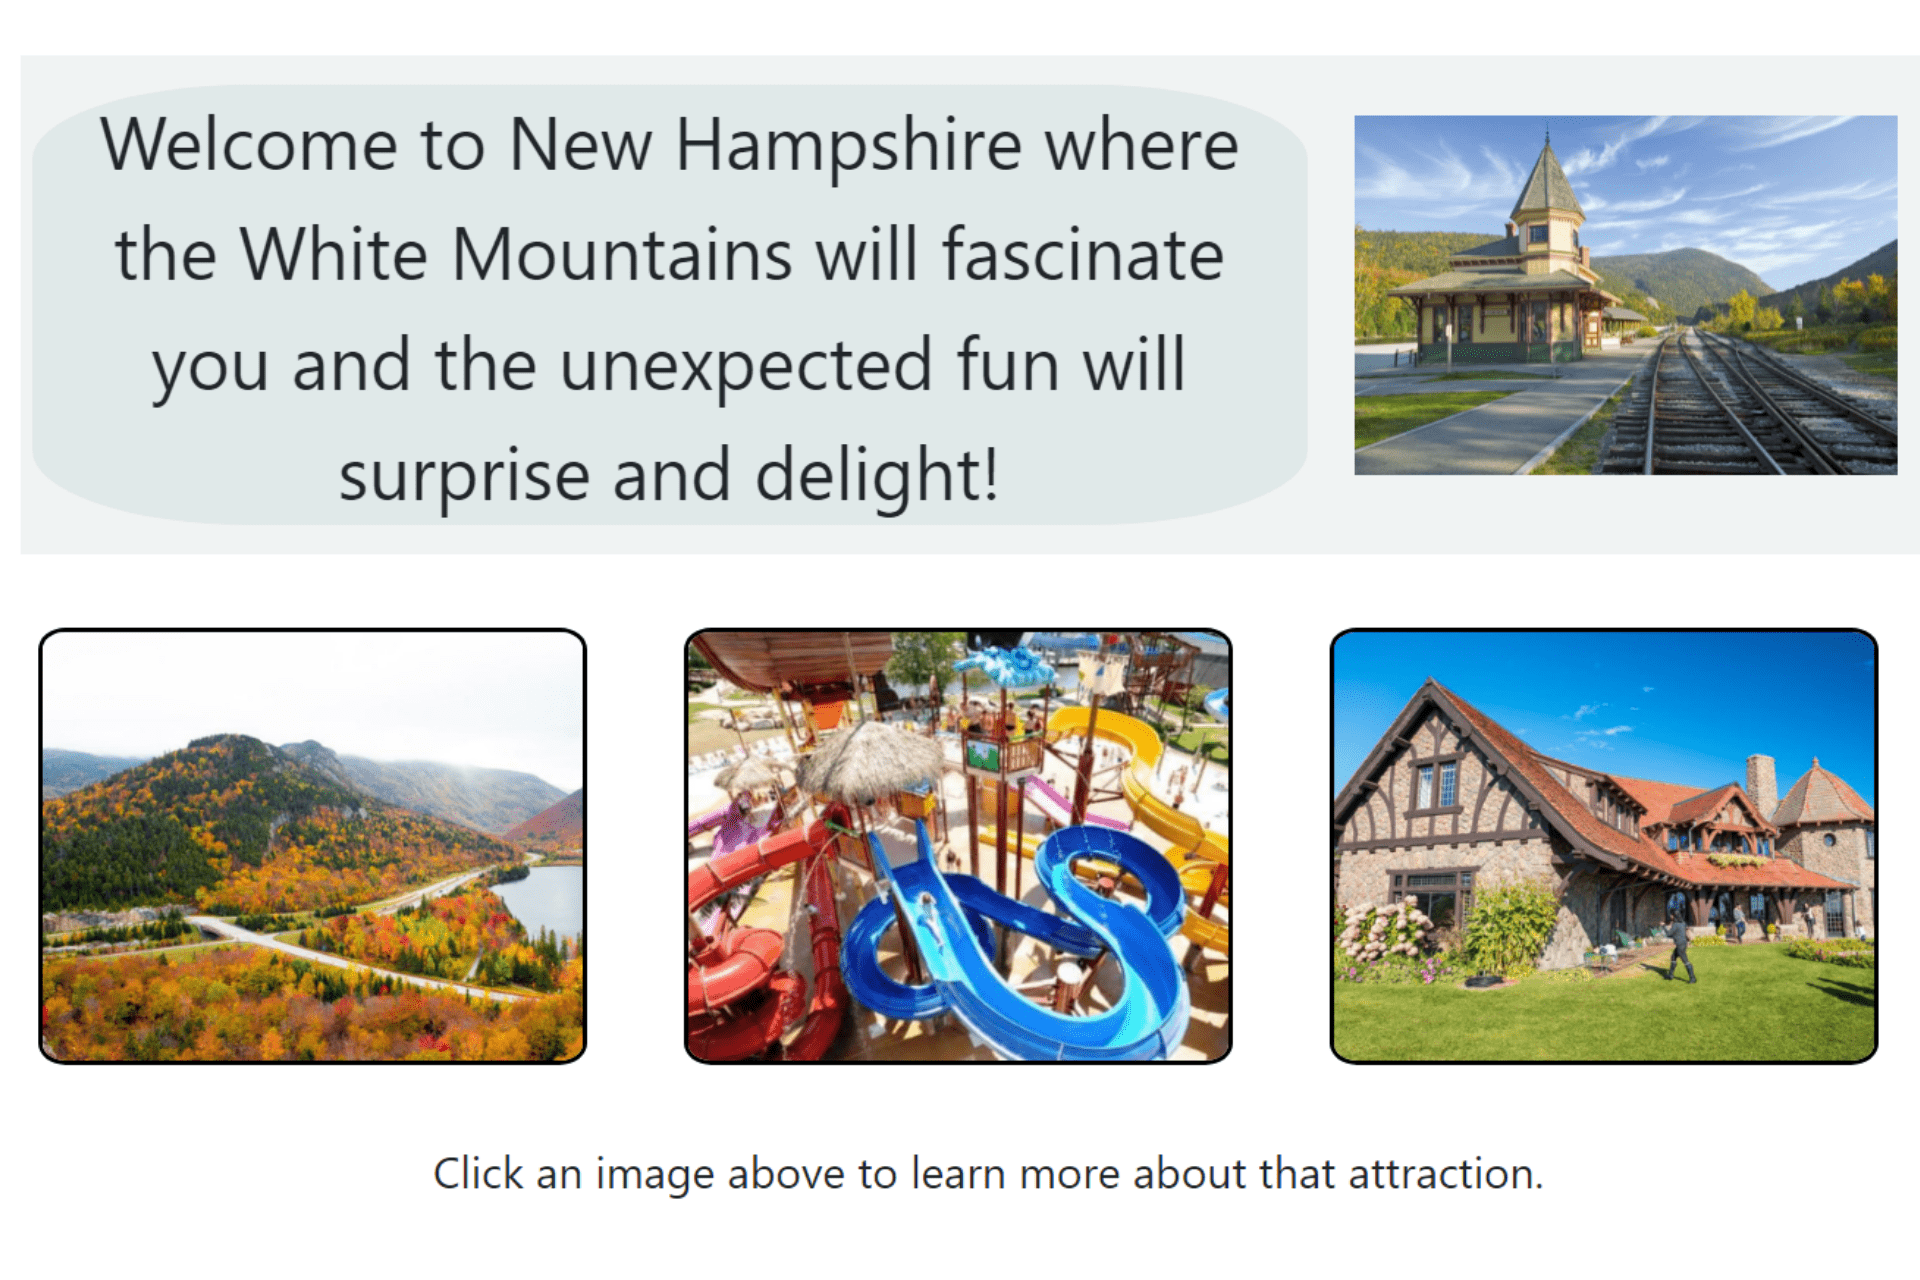 Welcome to New Hampshire where
the White Mountains will fascinate
you and the unexpected fun will
surprise and delight!
Click an image above to learn more about that attraction.